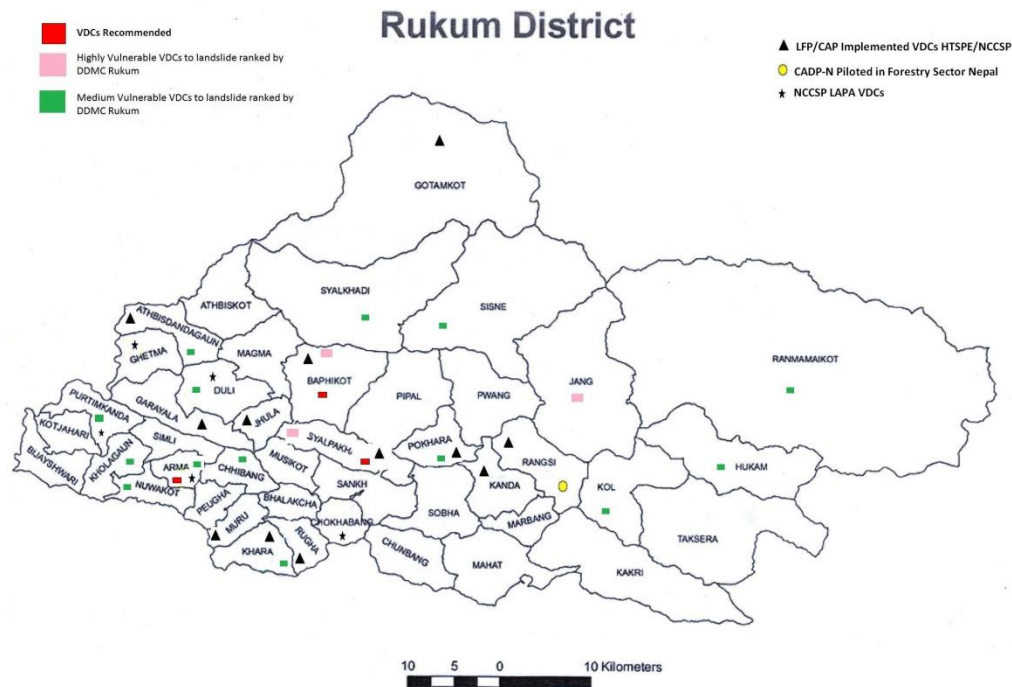 Rukum District
VDCs Recommended
Highly Vulnerable VDCs to landslide ranked by
DDMC Rukum
Medium Vulnerable VDCs to landslide ranked by
DDMC Rukum
LFP/CAP Implemented VDCs HTSPE/NCCSP
CADP-N Piloted in Forestry Sector Nepal
NCCSP LAPA VDCs
GOTAMKOT
SYALKHADI
SISNE
ATHBISKOT
ATHBISDANDAGAUN
GHETMA
MAGMA
RANMAMAIKOT
BAPHIKOT
JANG
DULI
PIPAL
PWANG
PURTIMKANDA
GARAYALA
JHULA
KOTJAHARI
SIMLI
SYALPAKH
POKHARA
BIJAYSHWARI
KHOLAGAUN
ARMA
CHHIBANG
MUSIKOT
RANGSI
HUKAM
NUWAKOT
SANKH
KANDA
KOL
PEUGHA
BHALAKCHA
SOBHA
MARBANG
MURU
CHOKHABANG
TAKSERA
KHARA
RUGHA
CHUNBANG
MAHAT
KAKRI
10 5 0 10 Kilometers